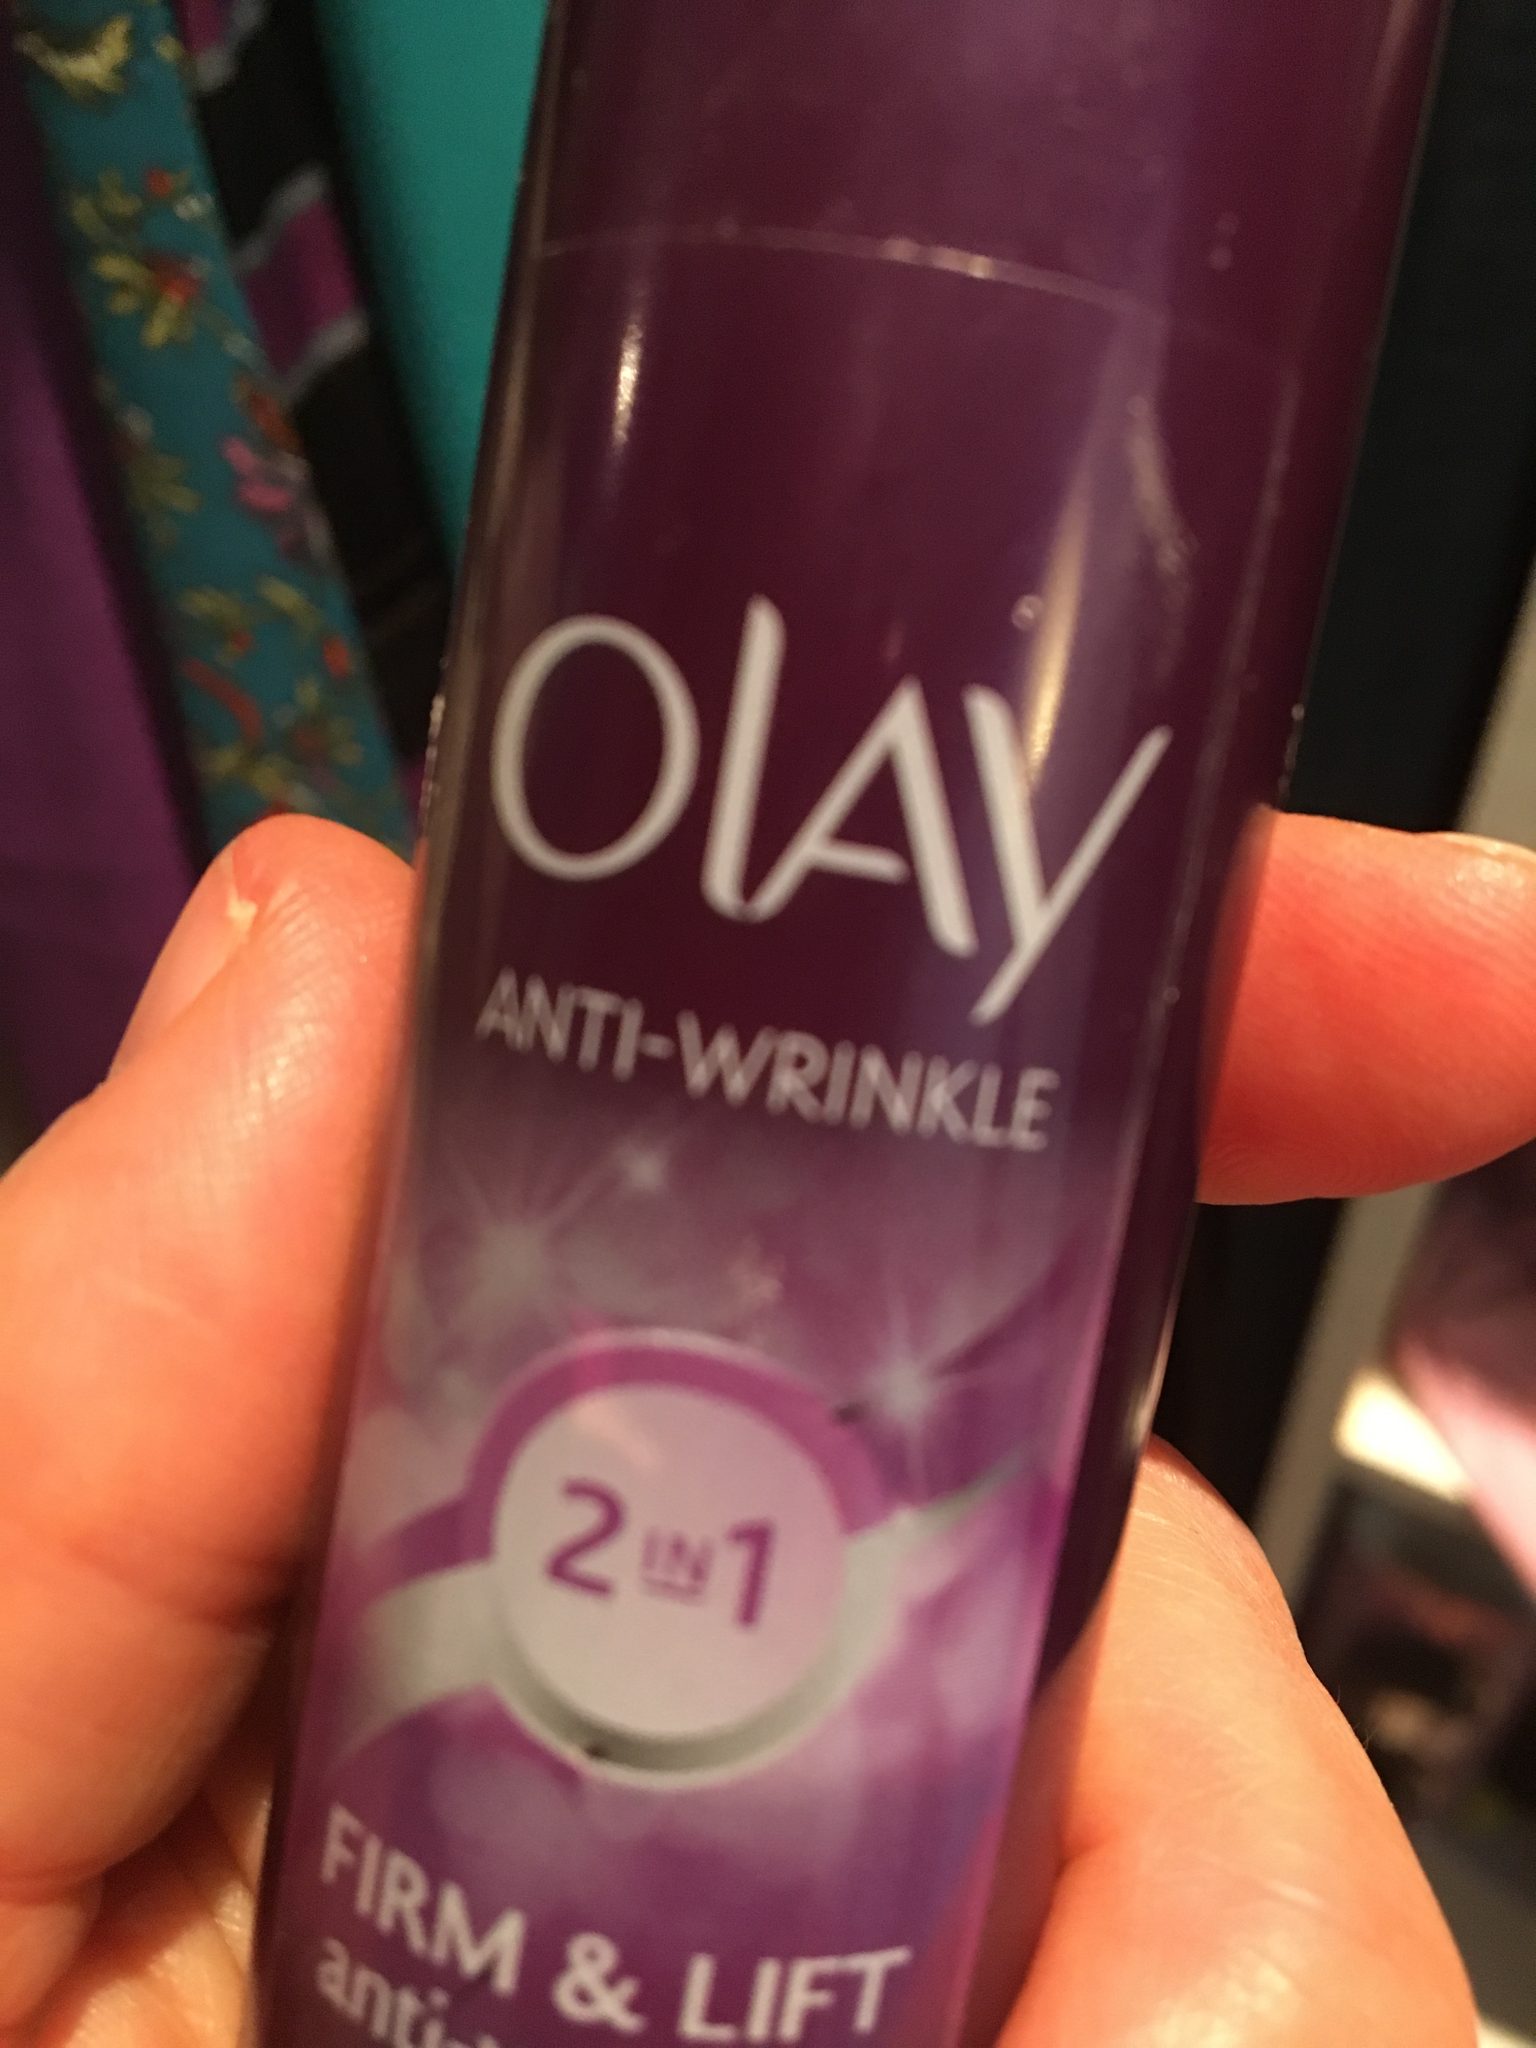 OLAY
ANTI-WRINKLE
2 IN 1
FIRM & LIFT